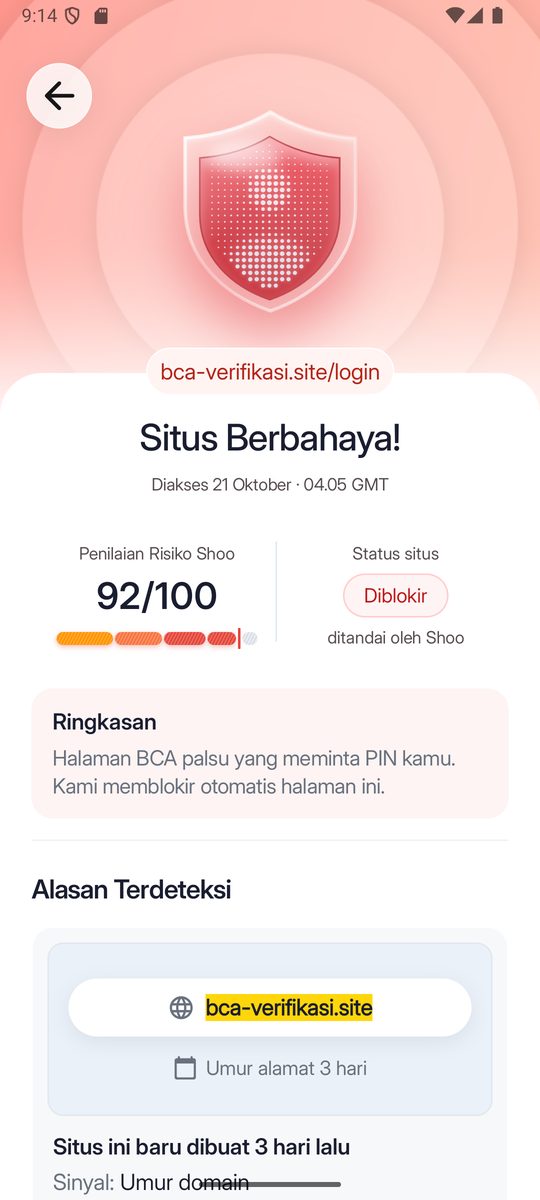 9:14
bca-verifikasi.site/login
Situs Berbahaya!
Diakses 21 Oktober · 04.05 GMT
Penilaian Risiko Shoo
92/100
Status situs
Diblokir
ditandai oleh Shoo
Ringkasan
Halaman BCA palsu yang meminta PIN kamu.
Kami memblokir otomatis halaman ini.
Alasan Terdeteksi
bca-verifikasi.site
Umur alamat 3 hari
Situs ini baru dibuat 3 hari lalu
Sinyal: Umur domain